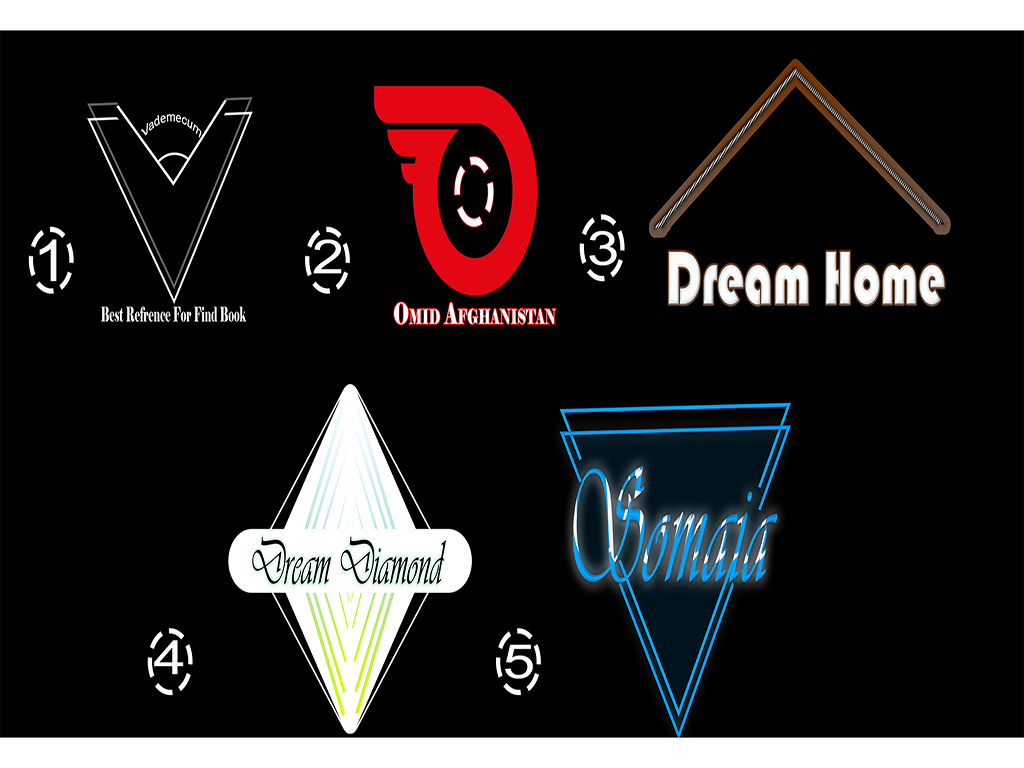 Vademecum
1
Best Refrence For Find Book
2
OMID AFGHANISTAN
3
Dream Home
Dream Diamond
4
Somaia
5